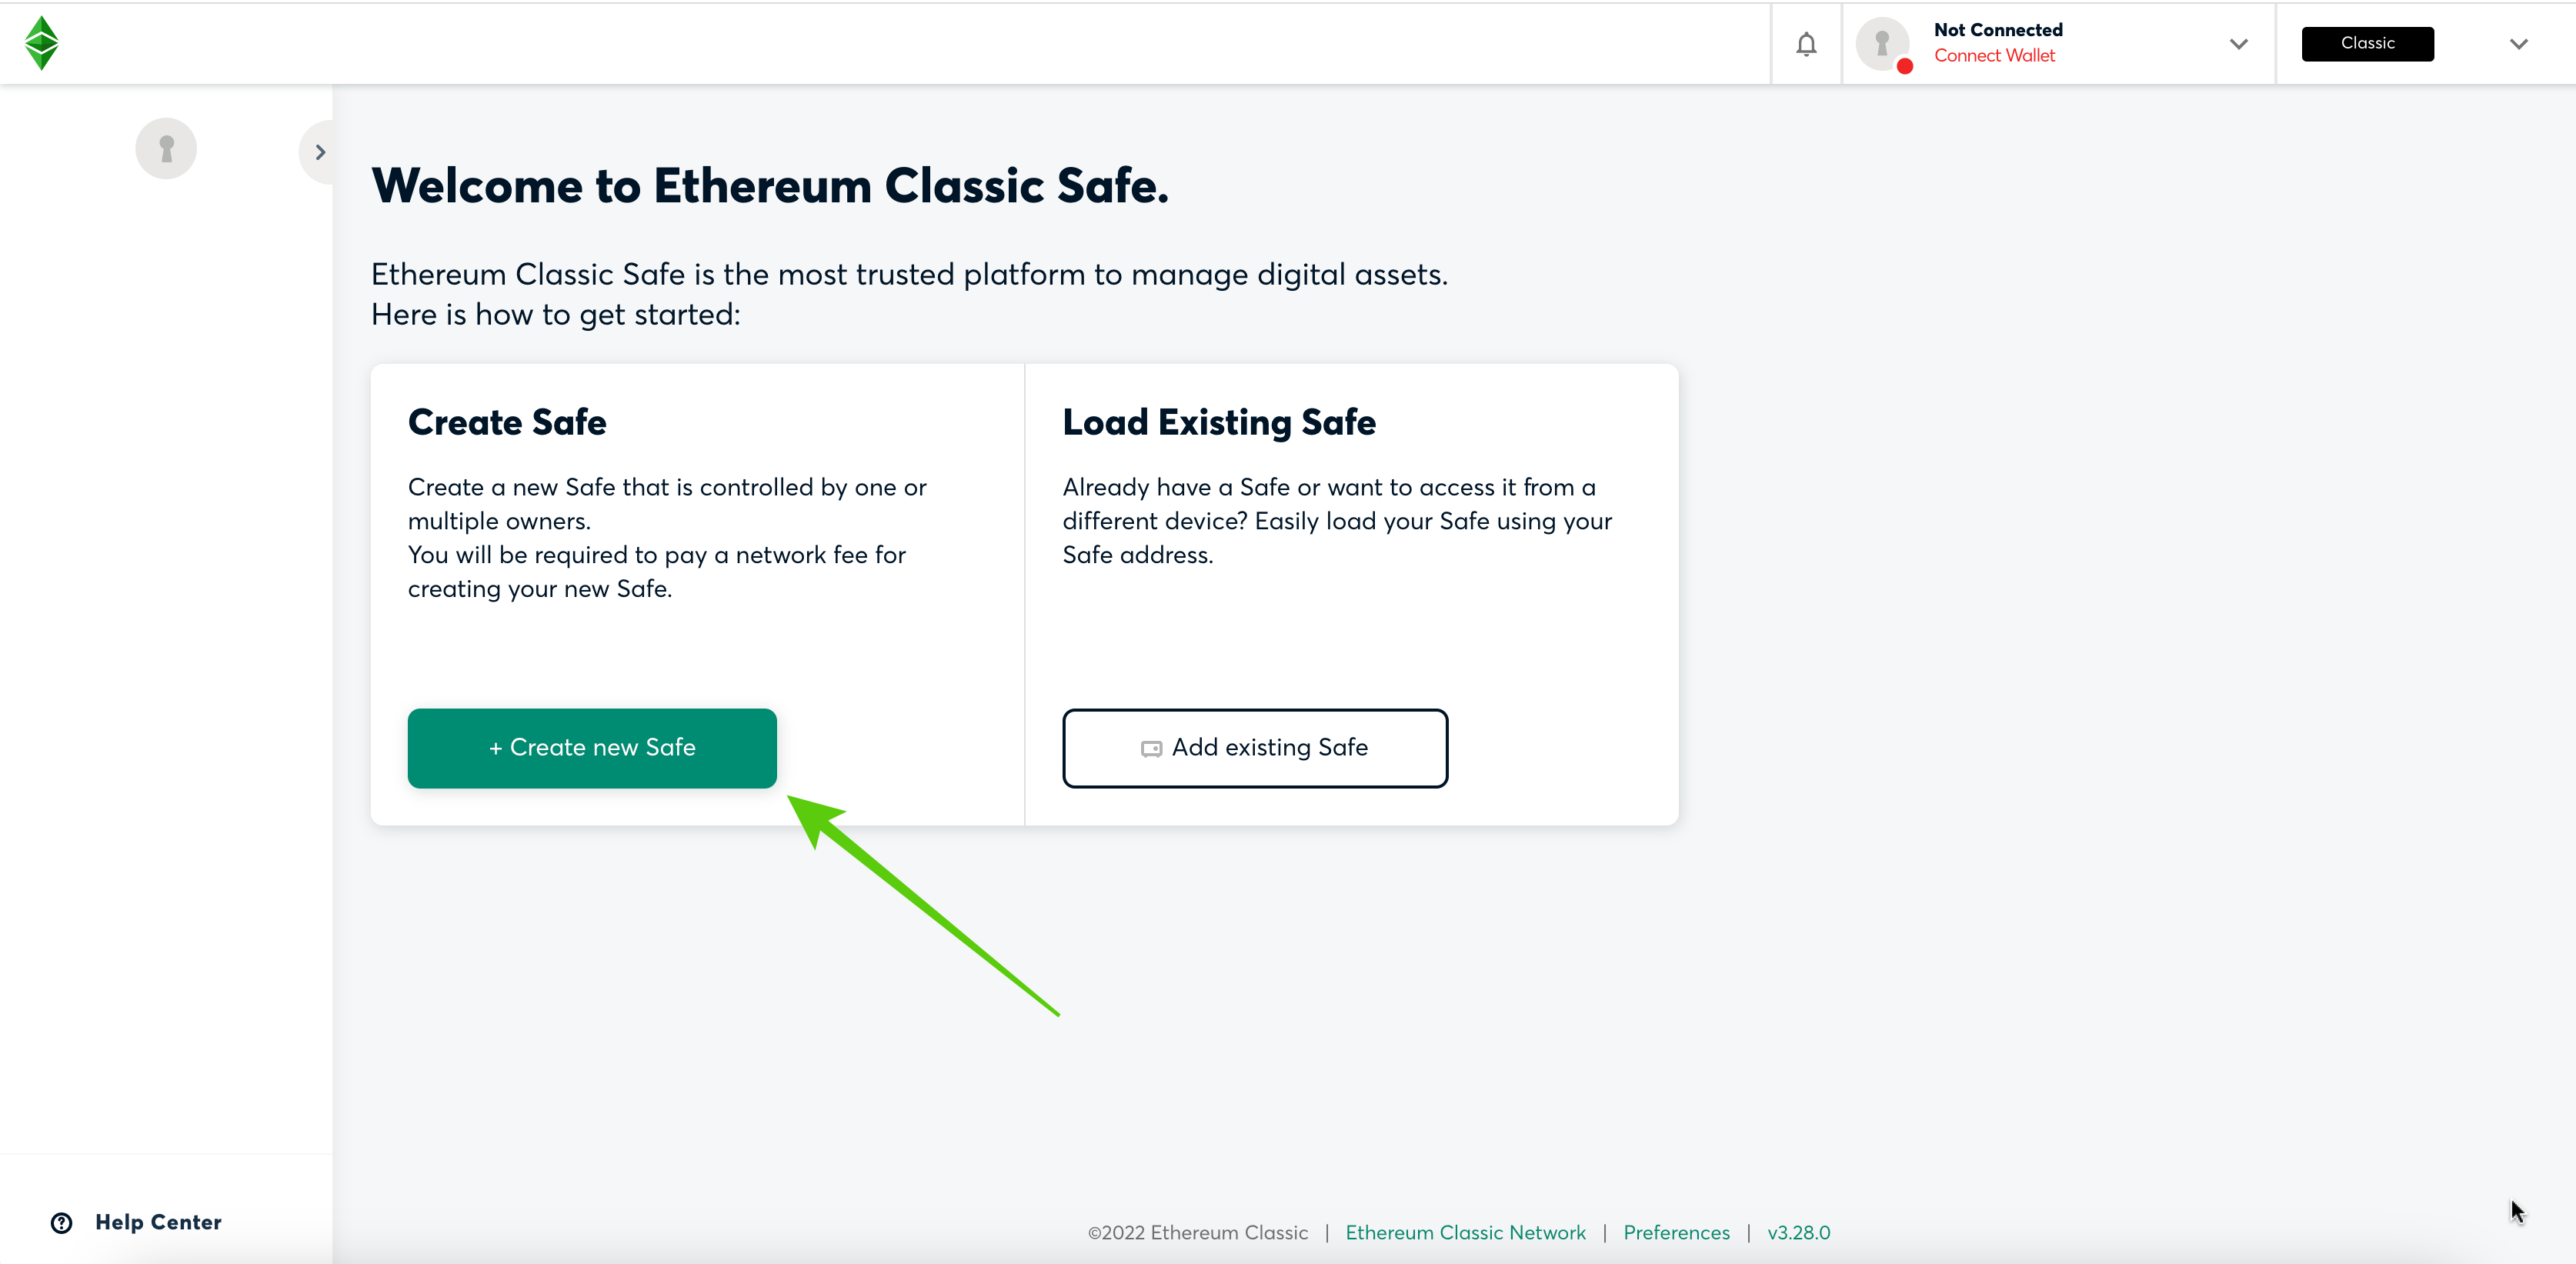 Not Connected
Connect Wallet
Classic
Welcome to Ethereum Classic Safe.
Ethereum Classic Safe is the most trusted platform to manage digital assets.
Here is how to get started:
Create Safe
Create a new Safe that is controlled by one or
multiple owners.
You will be required to pay a network fee for
creating your new Safe.
+ Create new Safe
Load Existing Safe
Already have a Safe or want to access it from a
different device? Easily load your Safe using your
Safe address.
Add existing Safe
Help Center
©2022 Ethereum Classic | Ethereum Classic Network | Preferences | v3.28.0